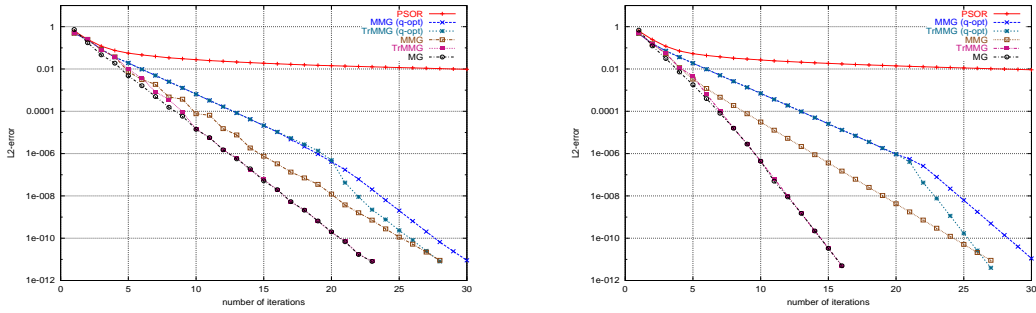 1
0.01
0.0001
1e-006
1e-008
1e-010
1e-012
L2-error
0 5 10 15 20 25 30
number of iterations
PSOR
MMG (q-opt)
TrMMG (q-opt)
MMG
TrMMG
MG
1
0.01
0.0001
1e-006
1e-008
1e-010
1e-012
L2-error
0 5 10 15 20 25 30
number of iterations
PSOR
MMG (q-opt)
TrMMG (q-opt)
MMG
TrMMG
MG